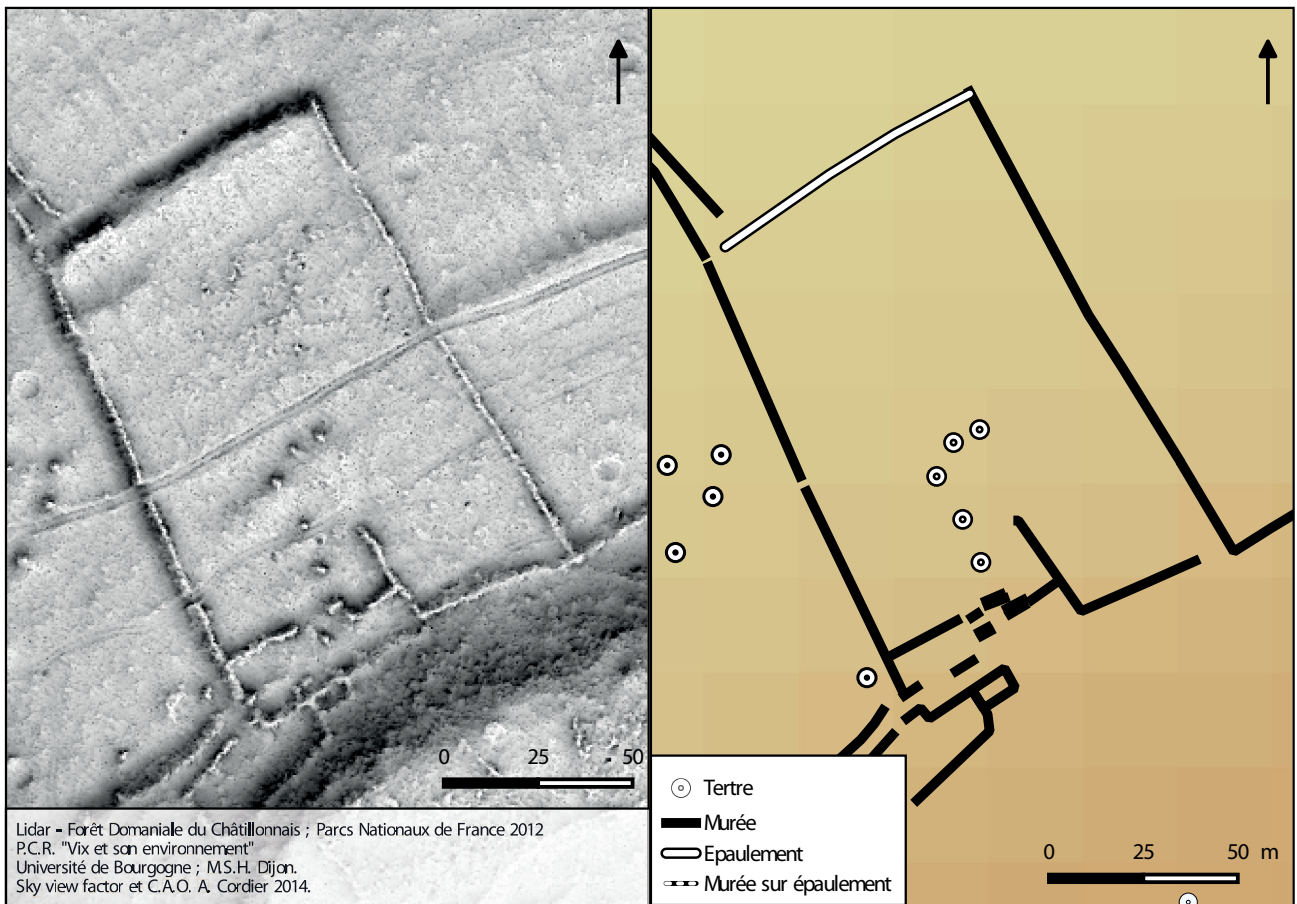 0 25 50
Lidar - Forêt Domaniale du Châtillonnais ; Parcs Nationaux de France 2012
P.C.R. "Vix et son environnement"
Université de Bourgogne ; M.S.H. Dijon.
Sky view factor et C.A.O. A. Cordier 2014.
Tertre
Murée
Epaulement
Murée sur épaulement
0 25 50 m